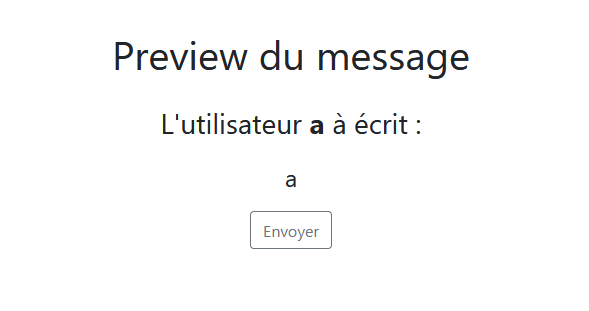 Preview du message
L'utilisateur a à écrit :
a
Envoyer